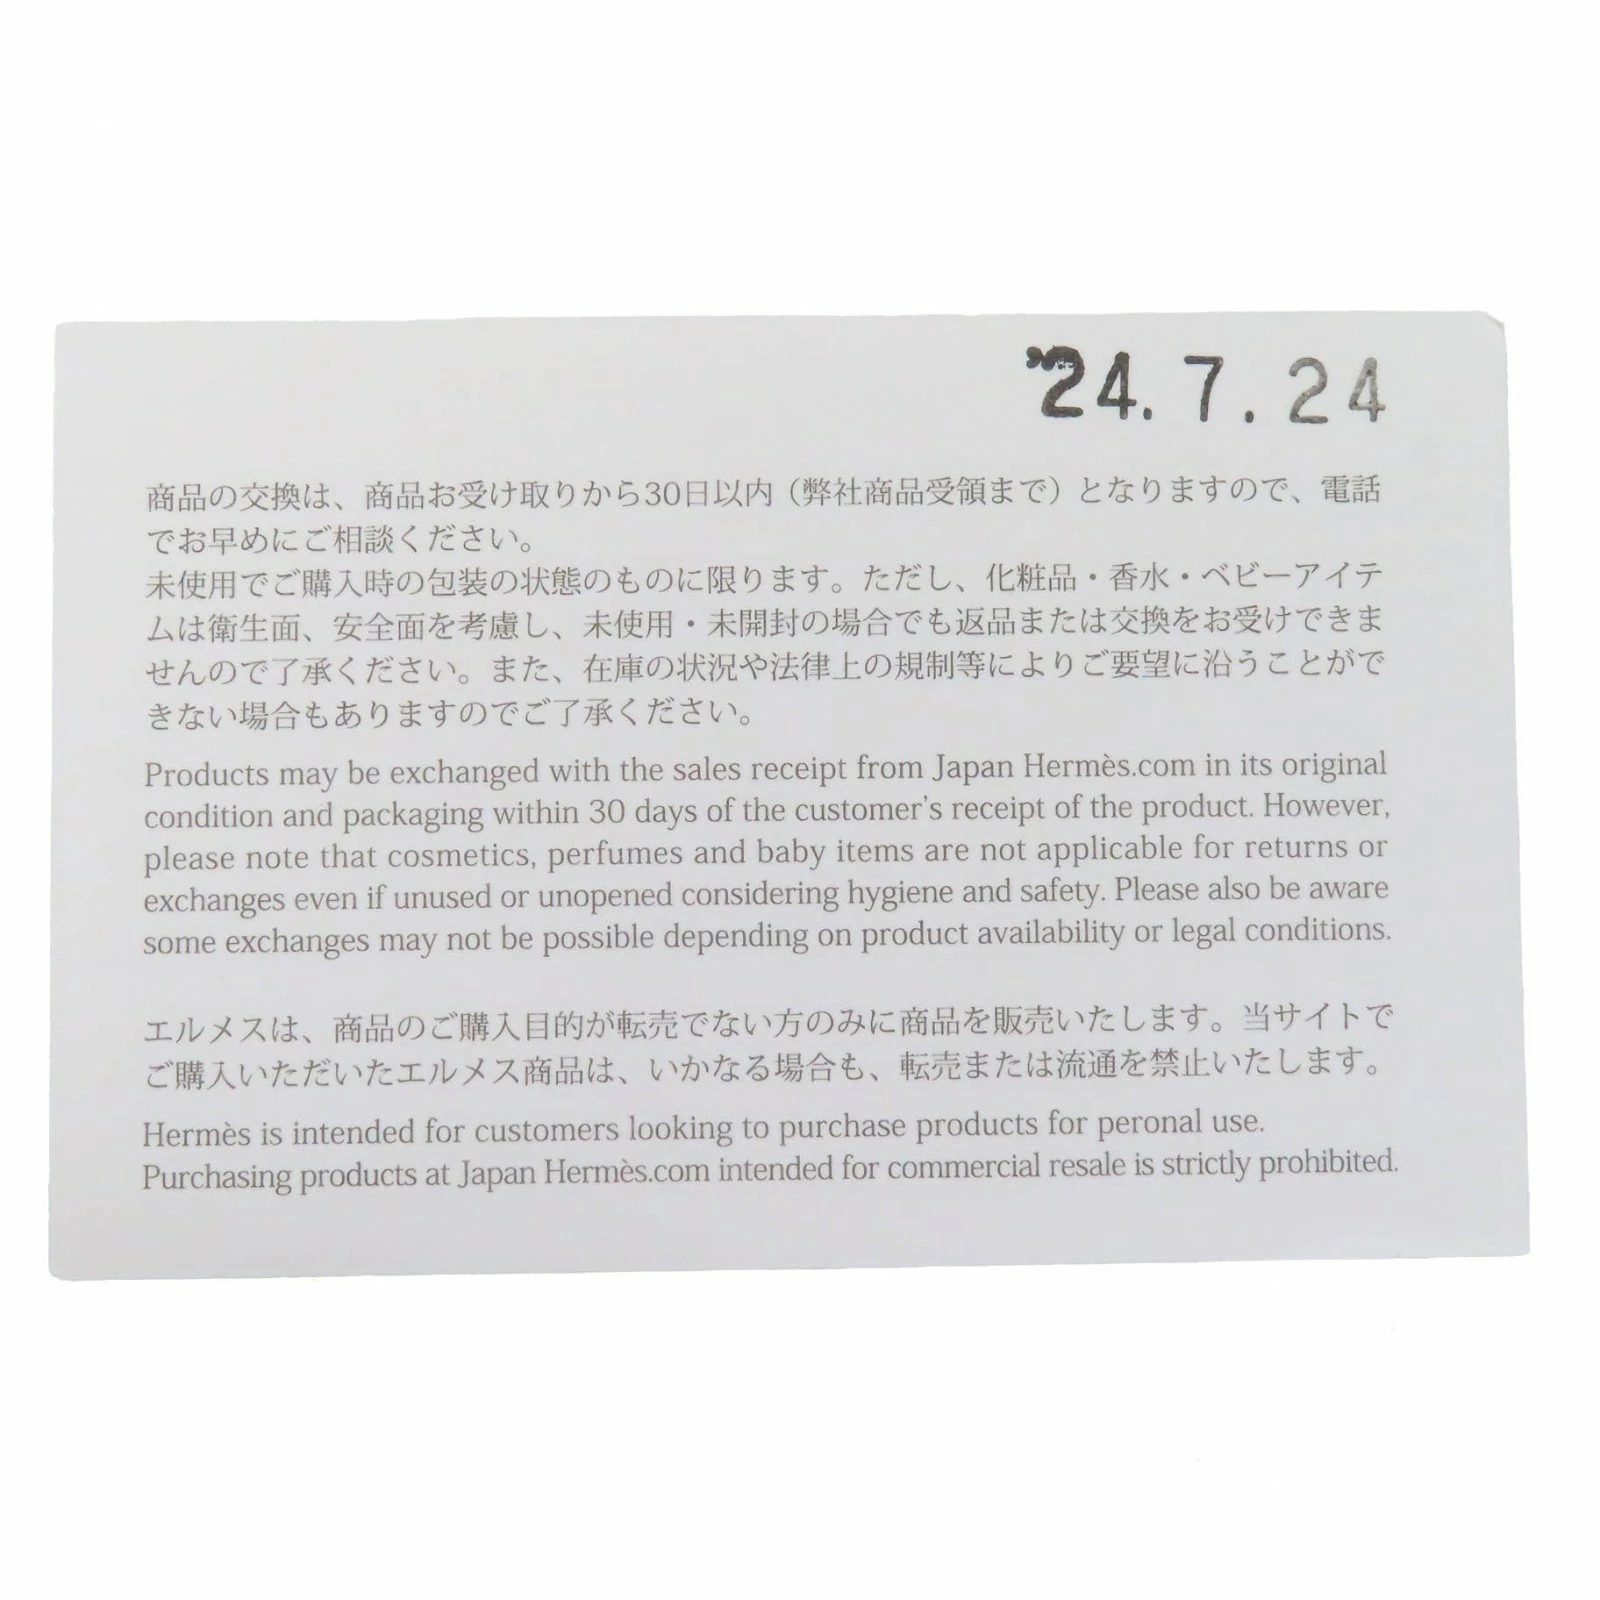 '24.7.24
商品の交換は、商品お受け取りから30日以内（弊社商品受領まで）となりますので、電話
でお早めにご相談ください。
未使用でご購入時の包装の状態のものに限ります。ただし、化粧品・香水・ベビーアイテ
ムは衛生面、安全面を考慮し、未使用・未開封の場合でも返品または交換をお受けできま
せんので了承ください。また、在庫の状況や法律上の規制等によりご要望に沿うことがで
きない場合もありますのでご了承ください。
Products may be exchanged with the sales receipt from Japan Hermès.com in its original
condition and packaging within 30 days of the customer's receipt of the product. However,
please note that cosmetics, perfumes and baby items are not applicable for returns or
exchanges even if unused or unopened considering hygiene and safety. Please also be aware
some exchanges may not be possible depending on product availability or legal conditions.
エルメスは、商品のご購入目的が転売でない方のみに商品を販売いたします。当サイトで
ご購入いただいたエルメス商品は、いかなる場合も、転売または流通を禁止いたします。
Hermès is intended for customers looking to purchase products for peronal use.
Purchasing products at Japan Hermès.com intended for commercial resale is strictly prohibited.